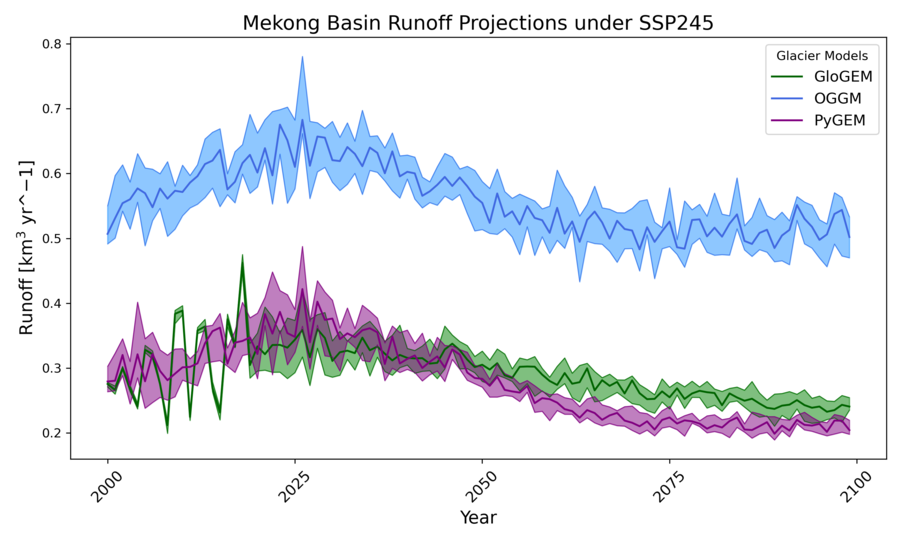 Mekong Basin Runoff Projections under SSP245
Runoff [km³ yr^−1]
0.8
0.7
0.6
0.5
0.4
0.3
0.2
Glacier Models
GloGEM
OGGM
PyGEM
2000
2025
2050
2075
2100
Year